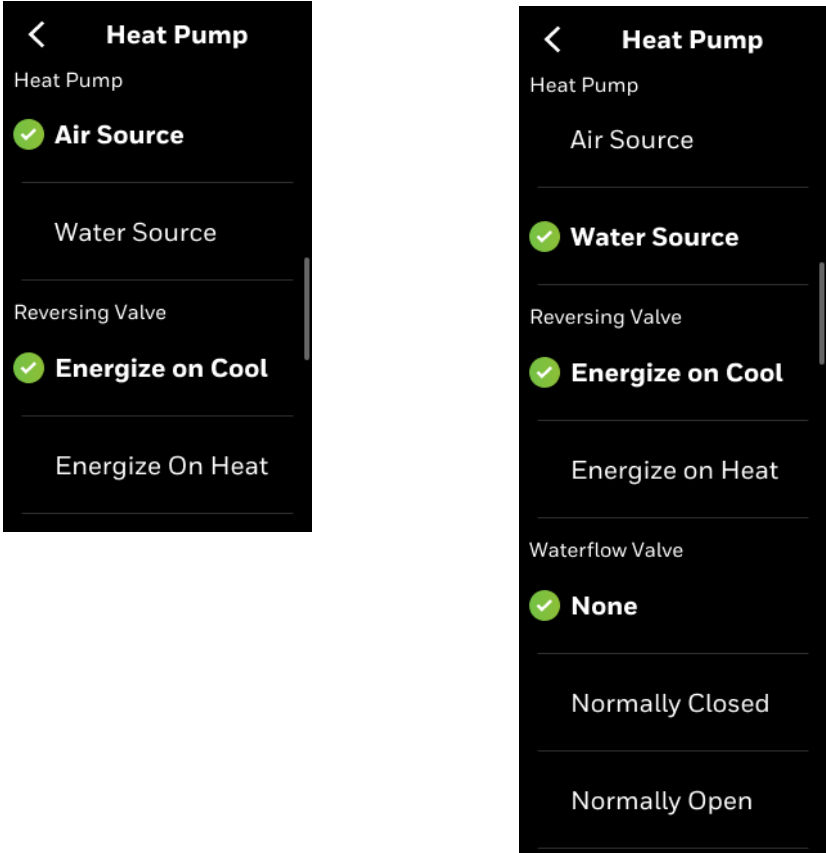 Heat Pump
Heat Pump
Air Source
Water Source
Reversing Valve
Energize on Cool
Energize On Heat
Heat Pump
Heat Pump
Air Source
Water Source
Reversing Valve
Energize on Cool
Energize on Heat
Waterflow Valve
None
Normally Closed
Normally Open